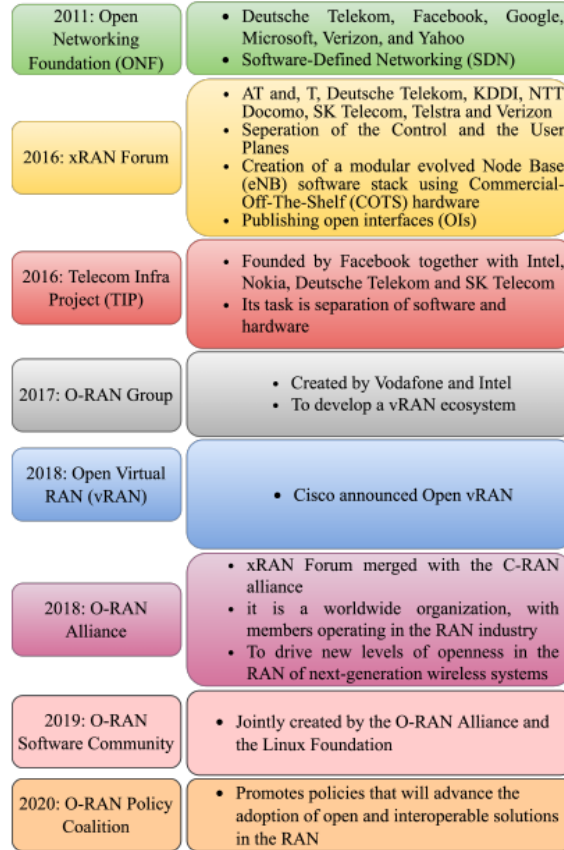 2011: Open
Networking
Foundation (ONF)
• Deutsche Telekom, Facebook, Google,
Microsoft, Verizon, and Yahoo
• Software-Defined Networking (SDN)
2016: xRAN Forum
• AT and, T, Deutsche Telekom, KDDI, NTT
Docomo, SK Telecom, Telstra and Verizon
• Seperation of the Control and the User
Planes
• Creation of a modular evolved Node Base
(eNB) software stack using Commercial-
Off-The-Shelf (COTS) hardware
• Publishing open interfaces (OIs)
2016: Telecom Infra
Project (TIP)
• Founded by Facebook together with Intel,
Nokia, Deutsche Telekom and SK Telecom
• Its task is separation of software and
hardware
2017: O-RAN Group
• Created by Vodafone and Intel
• To develop a vRAN ecosystem
2018: Open Virtual
RAN (vRAN)
• Cisco announced Open vRAN
2018: O-RAN
Alliance
• xRAN Forum merged with the C-RAN
alliance
• it is a worldwide organization, with
members operating in the RAN industry
• To drive new levels of openness in the
RAN of next-generation wireless systems
2019: O-RAN
Software Community
• Jointly created by the O-RAN Alliance and
the Linux Foundation
2020: O-RAN Policy
Coalition
• Promotes policies that will advance the
adoption of open and interoperable solutions
in the RAN